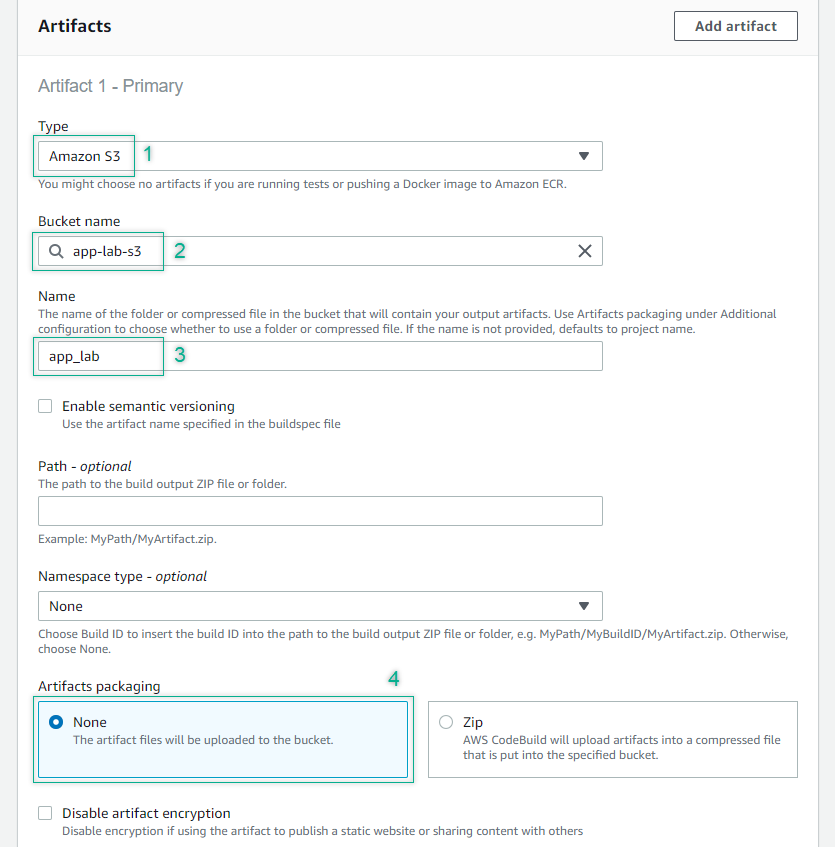 Artifacts
Add artifact
Artifact 1 - Primary
Type
Amazon S3
1
You might choose no artifacts if you are running tests or pushing a Docker image to Amazon ECR.
Bucket name
app-lab-s3
2
Name
The name of the folder or compressed file in the bucket that will contain your output artifacts. Use Artifacts packaging under Additional
configuration to choose whether to use a folder or compressed file. If the name is not provided, defaults to project name.
app_lab
3
Enable semantic versioning
Use the artifact name specified in the buildspec file
Path - optional
The path to the build output ZIP file or folder.
Example: MyPath/MyArtifact.zip.
Namespace type - optional
None
Choose Build ID to insert the build ID into the path to the build output ZIP file or folder, e.g. MyPath/MyBuildID/MyArtifact.zip. Otherwise,
choose None.
Artifacts packaging
4
None
The artifact files will be uploaded to the bucket.
Zip
AWS CodeBuild will upload artifacts into a compressed file
that is put into the specified bucket.
Disable artifact encryption
Disable encryption if using the artifact to publish a static website or sharing content with others